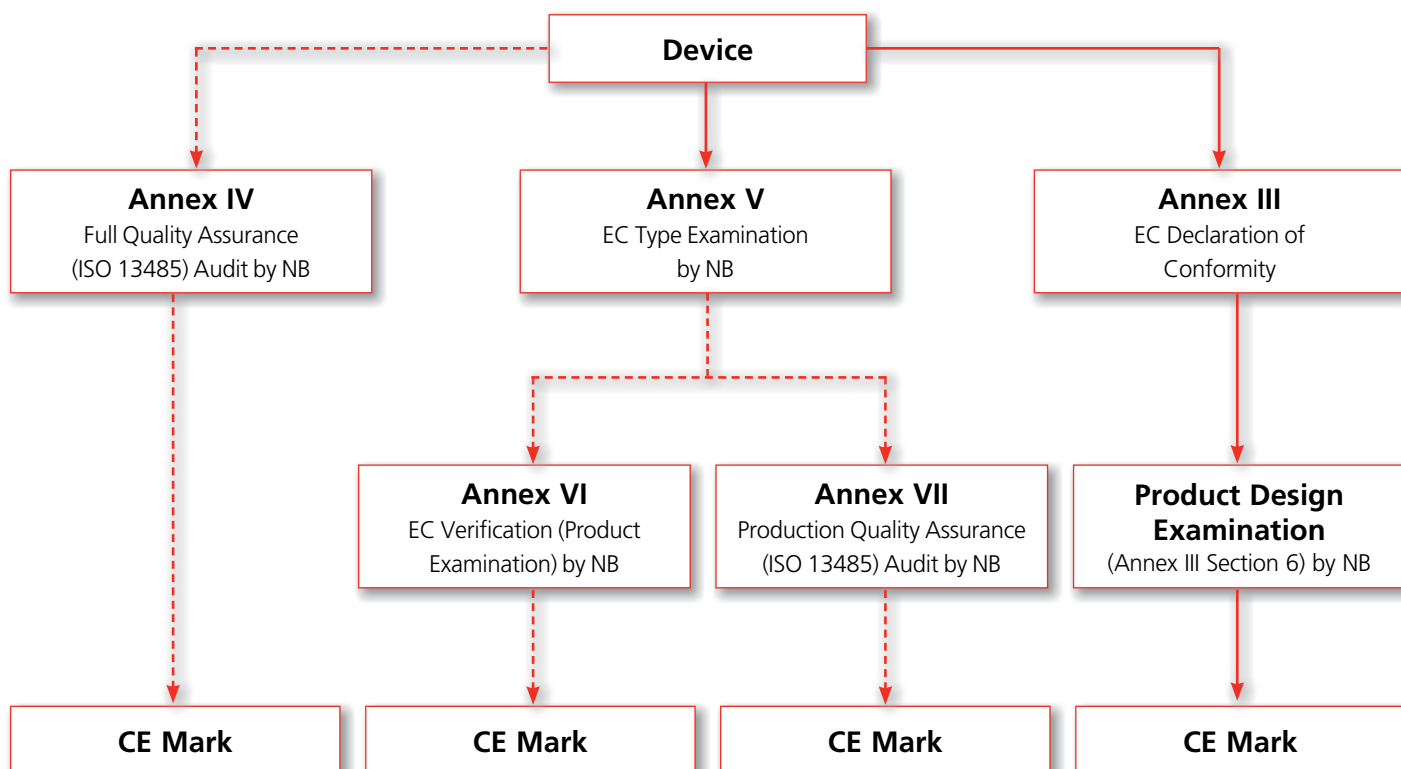 Device
Annex IV
Full Quality Assurance
(ISO 13485) Audit by NB
Annex V
EC Type Examination
by NB
Annex III
EC Declaration of
Conformity
Annex VI
EC Verification (Product
Examination) by NB
Annex VII
Production Quality Assurance
(ISO 13485) Audit by NB
Product Design
Examination
(Annex III Section 6) by NB
CE Mark
CE Mark
CE Mark
CE Mark